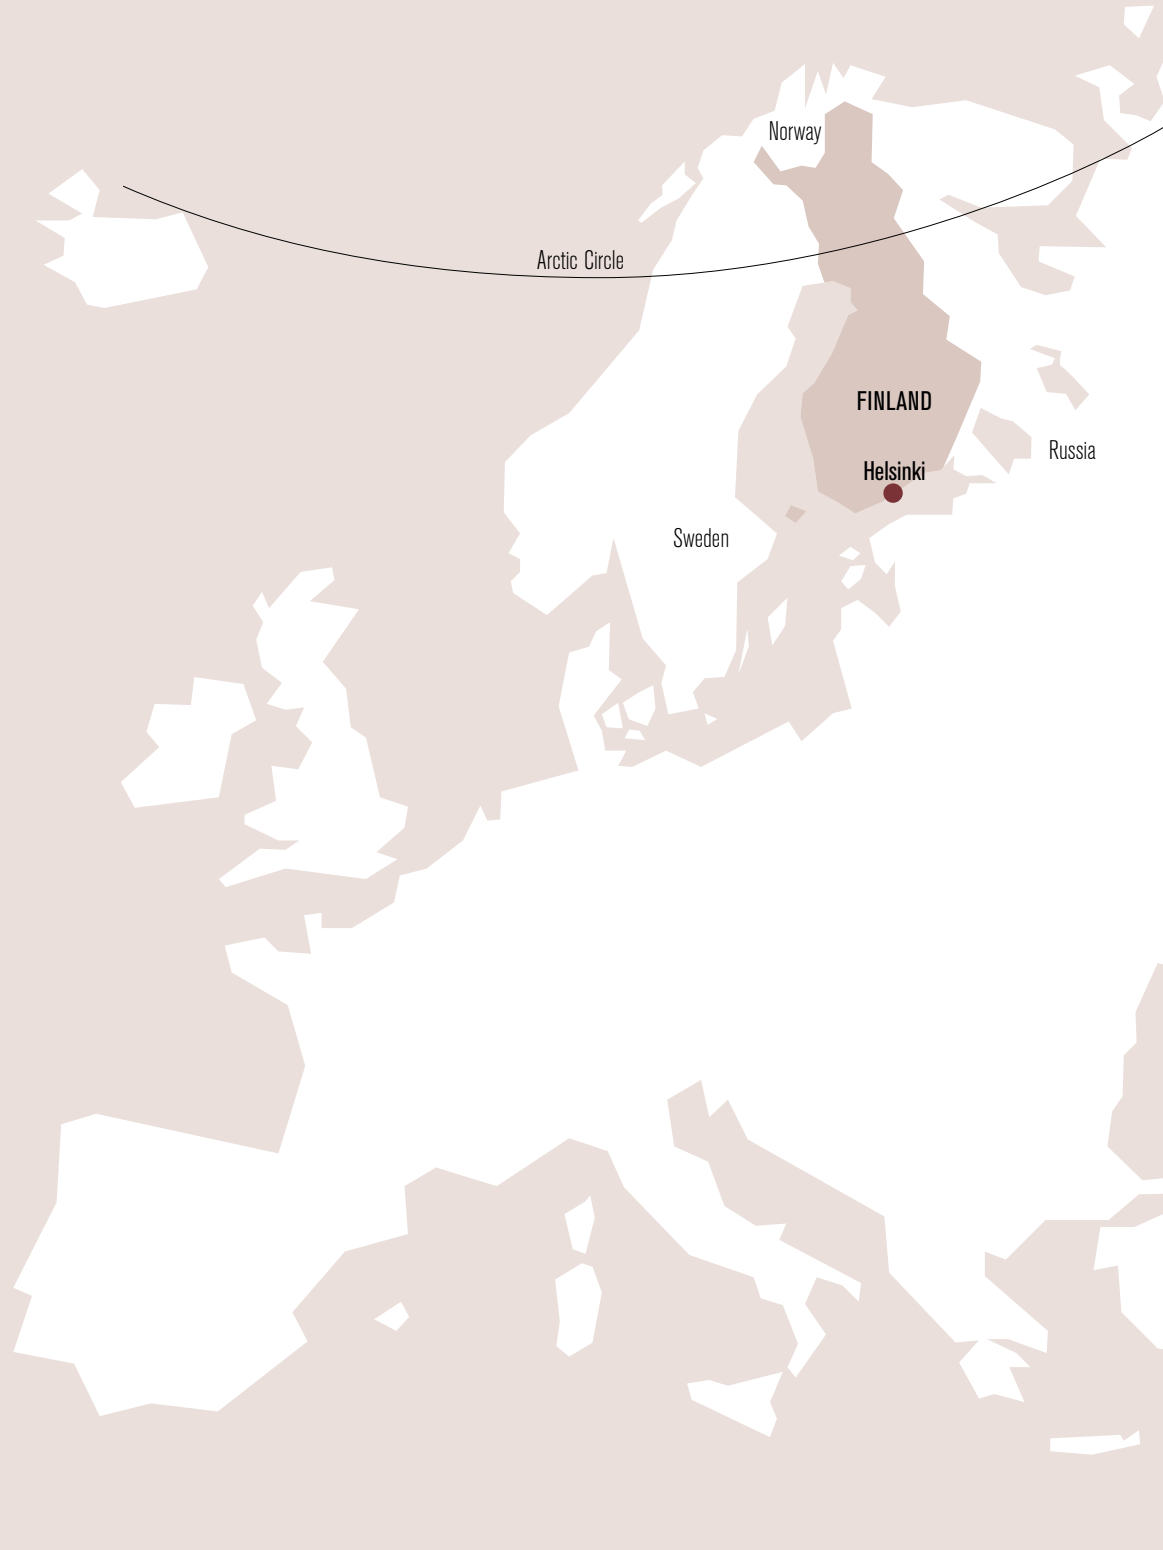 Norway
Arctic Circle
FINLAND
Russia
Helsinki
Sweden